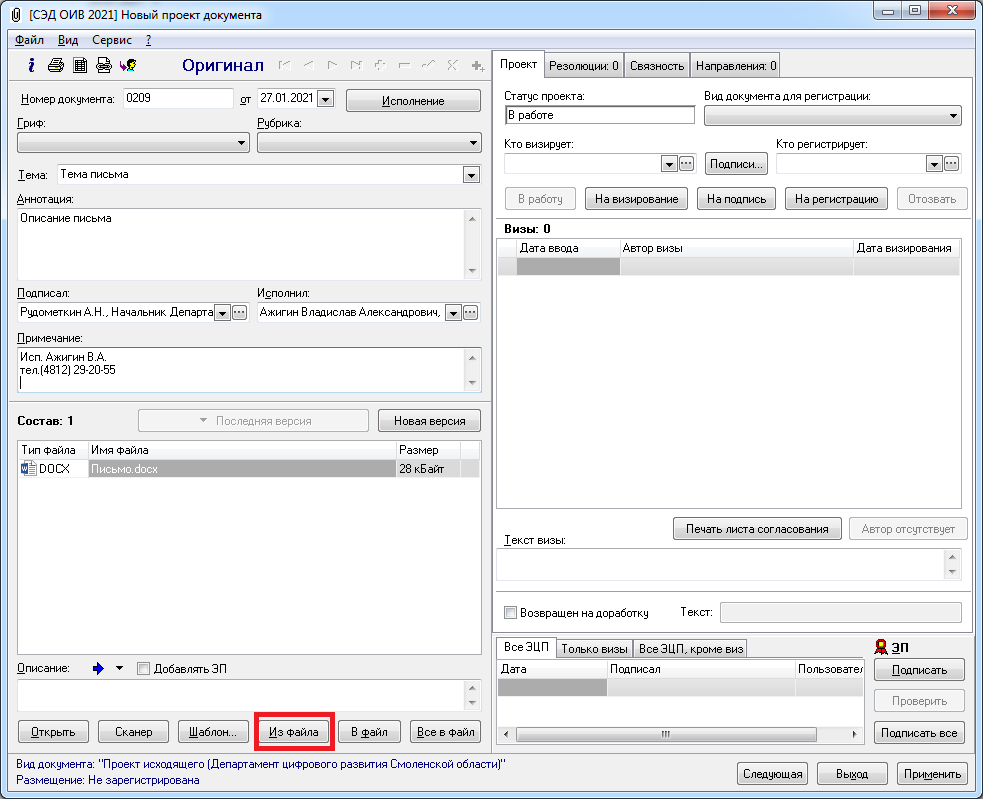 [СЭД ОИВ 2021] Новый проект документа
Файл Вид Сервис ?
Оригинал
Номер документа: 0209 от 27.01.2021 Исполнение
Гриф: Рубрика:
Тема: Тема письма
Аннотация:
Описание письма
Подписал: Исполнил:
Рудометкин А.Н., Начальник Департа Ажигин Владислав Александрович,
Примечание:
Исп. Ажигин В.А.
тел.(4812) 29-20-55
Состав: 1 Последняя версия Новая версия
Тип файла Имя файла Размер
DOCX Письмо.docx 28 кБайт
Описание: Добавлять ЭП
Открыть Сканер Шаблон... Из файла В файл Все в файл
Проект Резолюции: 0 Связность Направления: 0
Статус проекта: Вид документа для регистрации:
В работе
Кто визирует: Кто регистрирует:
Подписи...
В работу На визирование На подпись На регистрацию Отозвать
Визы: 0
Дата ввода Автор визы Дата визирования
Печать листа согласования Автор отсутствует
Текст визы:
Возвращен на доработку Текст:
Все ЭЦП Только визы Все ЭЦП, кроме виз ЭП
Дата Подписал Пользовател
Подписать
Проверить
Подписать все
Вид документа: "Проект исходящего (Департамент цифрового развития Смоленской области)"
Размещение: Не зарегистрирована
Следующая Выход Применить